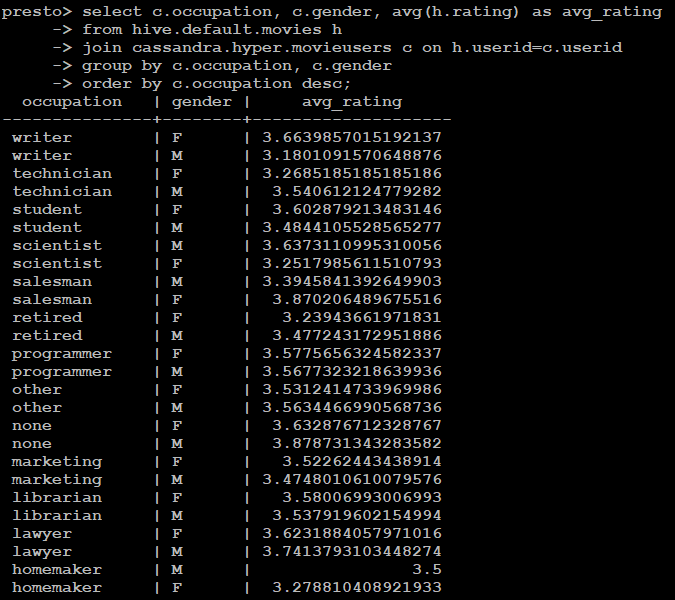 presto> select c.occupation, c.gender, avg(h.rating) as avg_rating
     -> from hive.default.movies h
     -> join cassandra.hyper.movieusers c on h.userid=c.userid
     -> group by c.occupation, c.gender
     -> order by c.occupation desc;
  occupation   | gender |     avg_rating
---------------+--------+--------------------
 writer        | F      | 3.6639857015192137
 writer        | M      | 3.1801091570648876
 technician    | F      | 3.2685185185185186
 technician    | M      |  3.540612124779282
 student       | F      |  3.602879213483146
 student       | M      | 3.4844105528565277
 scientist     | M      | 3.6373110995310056
 scientist     | F      | 3.2517985611510793
 salesman      | M      | 3.3945841392649903
 salesman      | F      |  3.870206489675516
 retired       | F      |   3.23943661971831
 retired       | M      |  3.477243172951886
 programmer    | F      | 3.5775656324582337
 programmer    | M      | 3.5677323218639936
 other         | F      | 3.5312414733969986
 other         | M      | 3.5634466990568736
 none          | F      |  3.632876712328767
 none          | M      |  3.878731343283582
 marketing     | F      |   3.52262443438914
 marketing     | M      | 3.4748010610079576
 librarian     | F      |   3.58006993006993
 librarian     | M      |  3.537919602154994
 lawyer        | F      | 3.6231884057971016
 lawyer        | M      | 3.7413793103448274
 homemaker     | M      |                3.5
 homemaker     | F      |  3.278810408921933